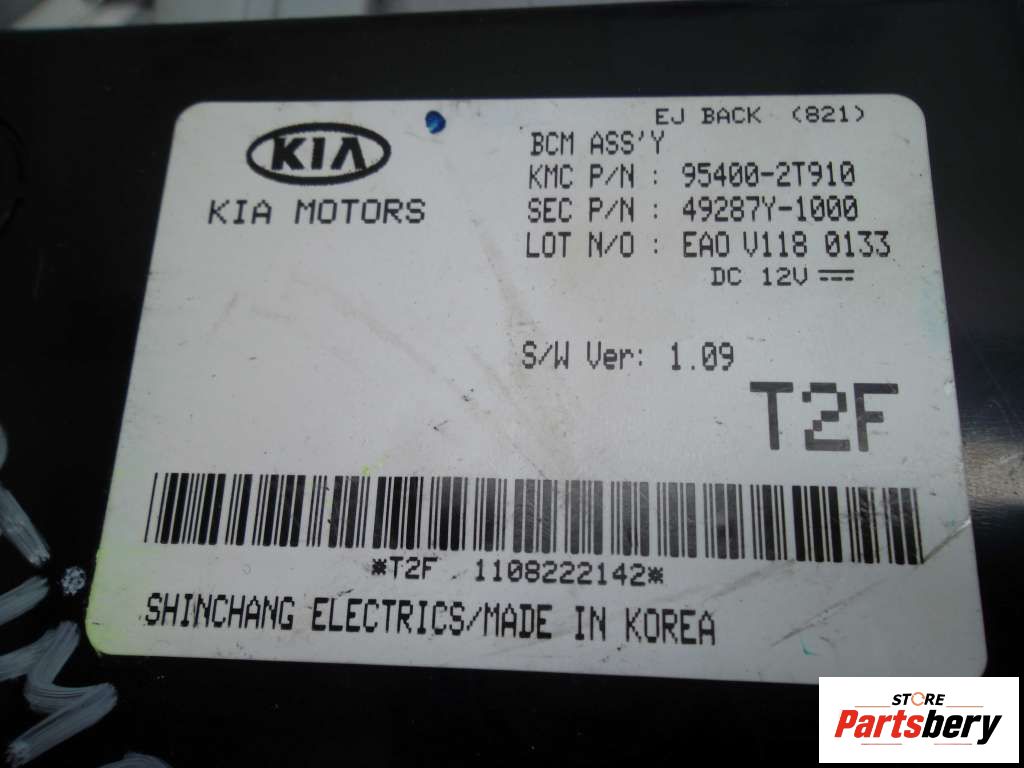 KIA
KIA MOTORS
EJ BACK (821)
BCM ASS'Y
KMC P/N : 95400-2T910
SEC P/N : 49287Y-1000
LOT N/O : EAO V118 0133
DC 12V
S/W Ver: 1.09
T2F
*T2F 1108222142*
SHINCHANG ELECTRICS/MADE IN KOREA
STORE
Partsbery